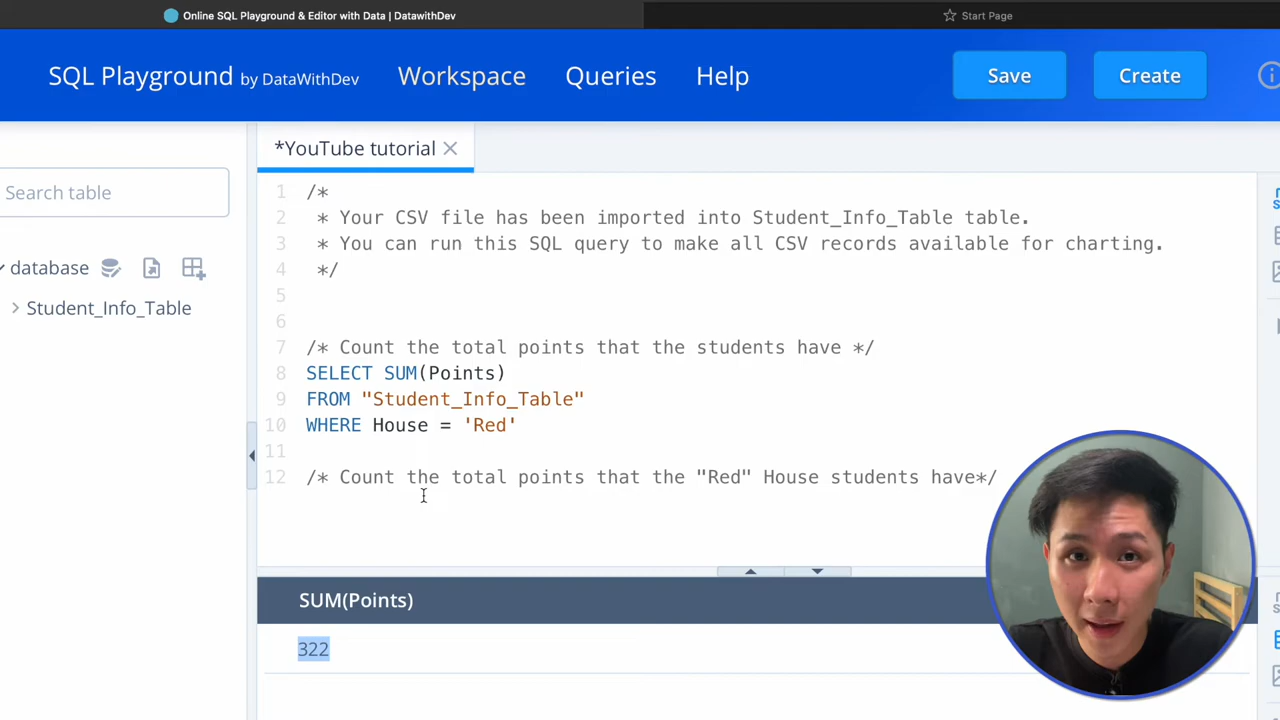 Online SQL Playground & Editor with Data | DatawithDev
Start Page
SQL Playground by DataWithDev
Workspace
Queries
Help
Save
Create
*YouTube tutorial
Search table
database
Student_Info_Table
1 /*
2 * Your CSV file has been imported into Student_Info_Table table.
3 * You can run this SQL query to make all CSV records available for charting.
4 */
5
6
7 /* Count the total points that the students have */
8 SELECT SUM(Points)
9 FROM "Student_Info_Table"
10 WHERE House = 'Red'
11
12 /* Count the total points that the "Red" House students have*/
SUM(Points)
322